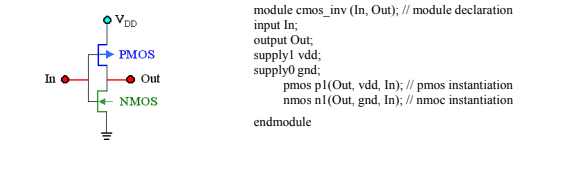 V_DD
PMOS
In
Out
NMOS
module cmos_inv (In, Out); // module declaration
input In;
output Out;
supply1 vdd;
supply0 gnd;
pmos p1(Out, vdd, In); // pmos instantiation
nmos n1(Out, gnd, In); // nmoc instantiation
endmodule